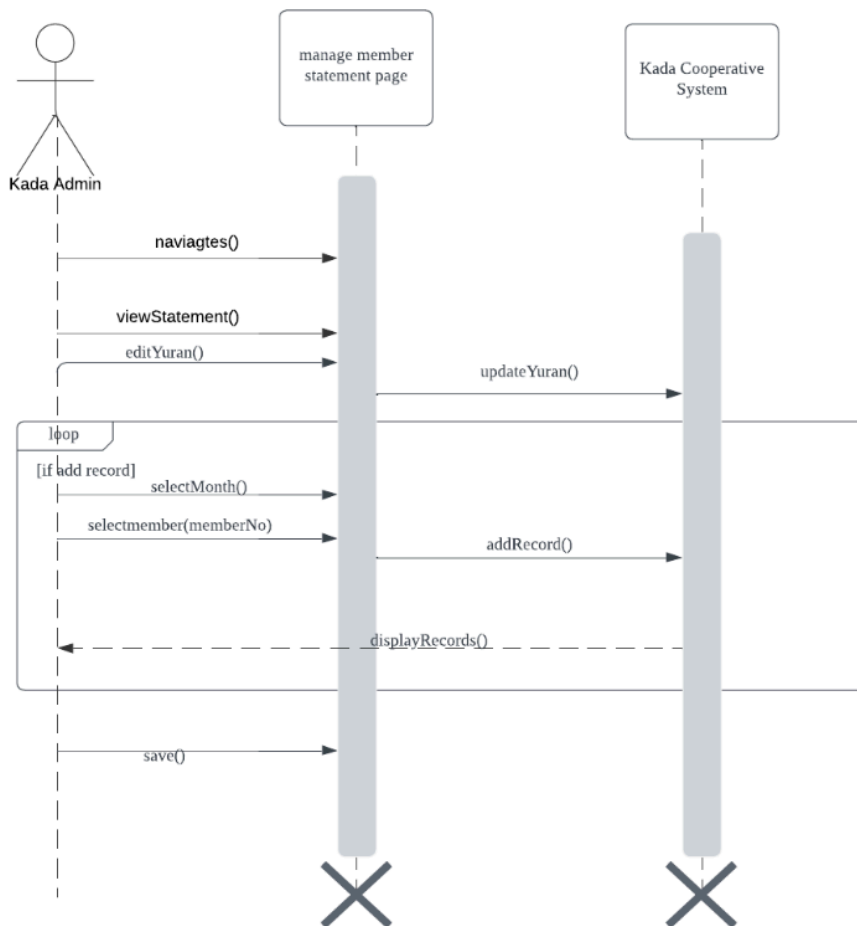 manage member
statement page
Kada Cooperative
System
Kada Admin
naviagtes()
viewStatement()
editYuran()
updateYuran()
loop
[if add record]
selectMonth()
selectmember(memberNo)
addRecord()
displayRecords()
save()